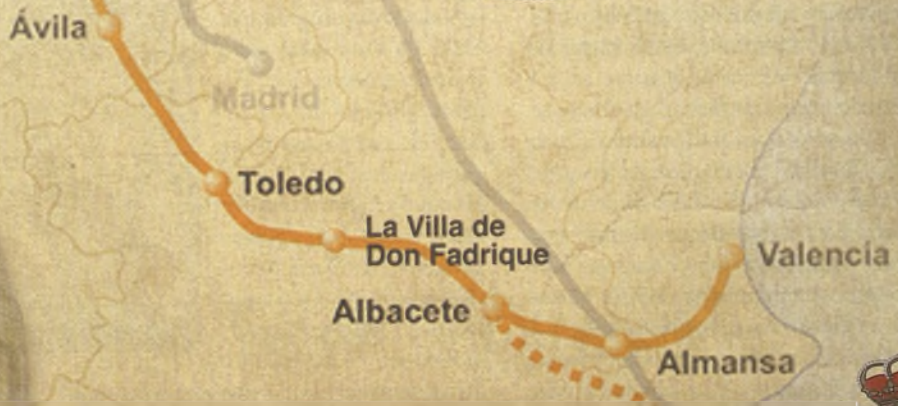 Ávila
Madrid
Toledo
La Villa de
Don Fadrique
Valencia
Albacete
Almansa